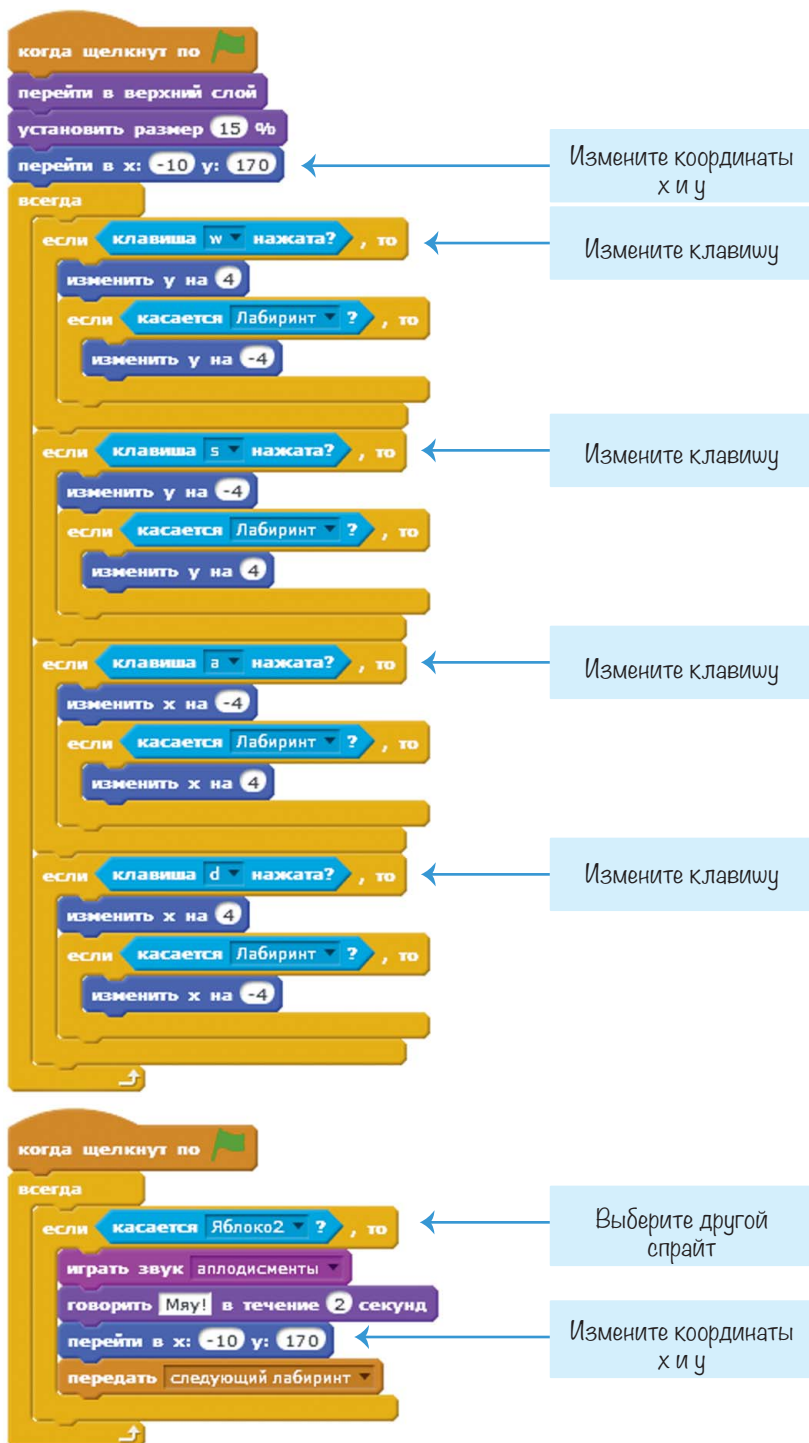 когда щелкнут по
перейти в верхний слой
установить размер 15 %
перейти в x: -10 y: 170
Измените координаты
x и y
всегда
если клавиша w нажата? , то
Измените клавишу
изменить y на 4
если касается Лабиринт ? , то
изменить y на -4
если клавиша s нажата? , то
Измените клавишу
изменить y на -4
если касается Лабиринт ? , то
изменить y на 4
если клавиша a нажата? , то
Измените клавишу
изменить x на -4
если касается Лабиринт ? , то
изменить x на 4
если клавиша d нажата? , то
Измените клавишу
изменить x на 4
если касается Лабиринт ? , то
изменить x на -4
когда щелкнут по
всегда
если касается Яблоко2 ? , то
Выберите другой
спрайт
играть звук аплодисменты
говорить Мяу! в течение 2 секунд
перейти в x: -10 y: 170
Измените координаты
x и y
передать следующий лабиринт